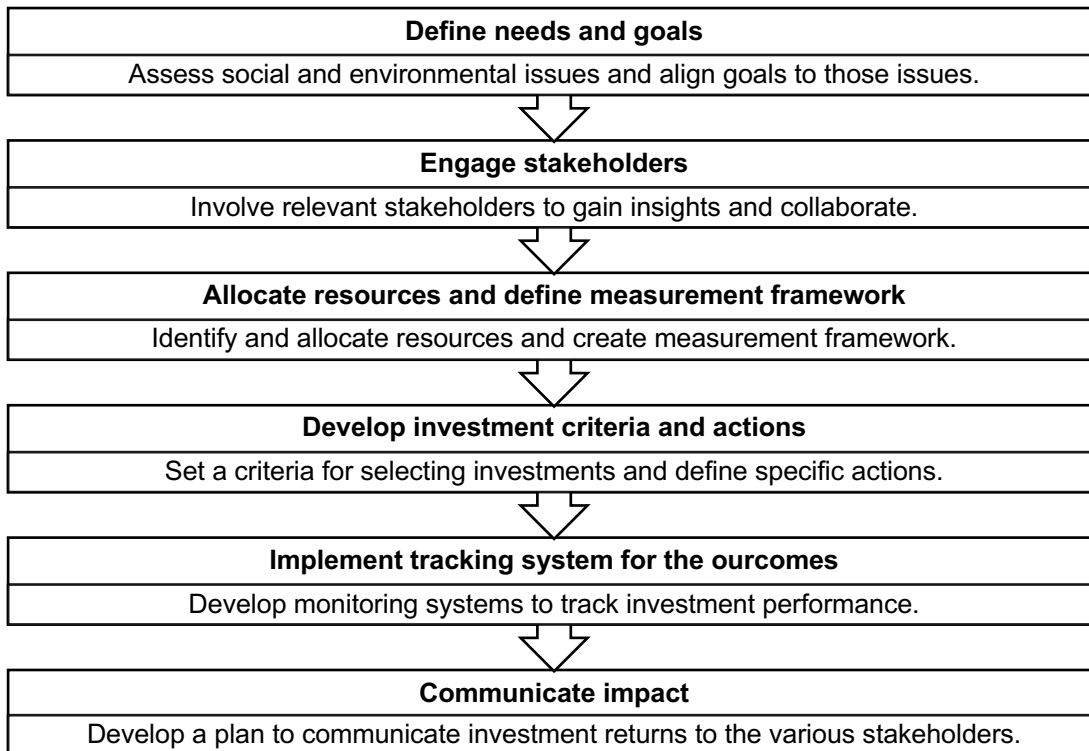 Define needs and goals
Assess social and environmental issues and align goals to those issues.
Engage stakeholders
Involve relevant stakeholders to gain insights and collaborate.
Allocate resources and define measurement framework
Identify and allocate resources and create measurement framework.
Develop investment criteria and actions
Set a criteria for selecting investments and define specific actions.
Implement tracking system for the ourcomes
Develop monitoring systems to track investment performance.
Communicate impact
Develop a plan to communicate investment returns to the various stakeholders.